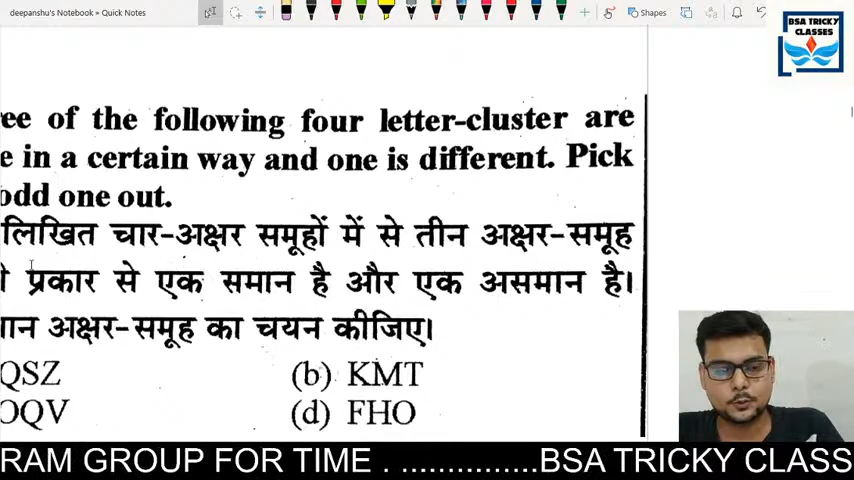 deepanshu's Notebook » Quick Notes
Shapes
BSA TRICKY
CLASSES
ree of the following four letter-cluster are
e in a certain way and one is different. Pick
odd one out.
लिखित चार-अक्षर समूहों में से तीन अक्षर-समूह
प्रकार से एक समान है और एक असमान है।
मान अक्षर-समूह का चयन कीजिए।
QSZ (b) KMT
OQV (d) FHO
RAM GROUP FOR TIME . ...............BSA TRICKY CLASS